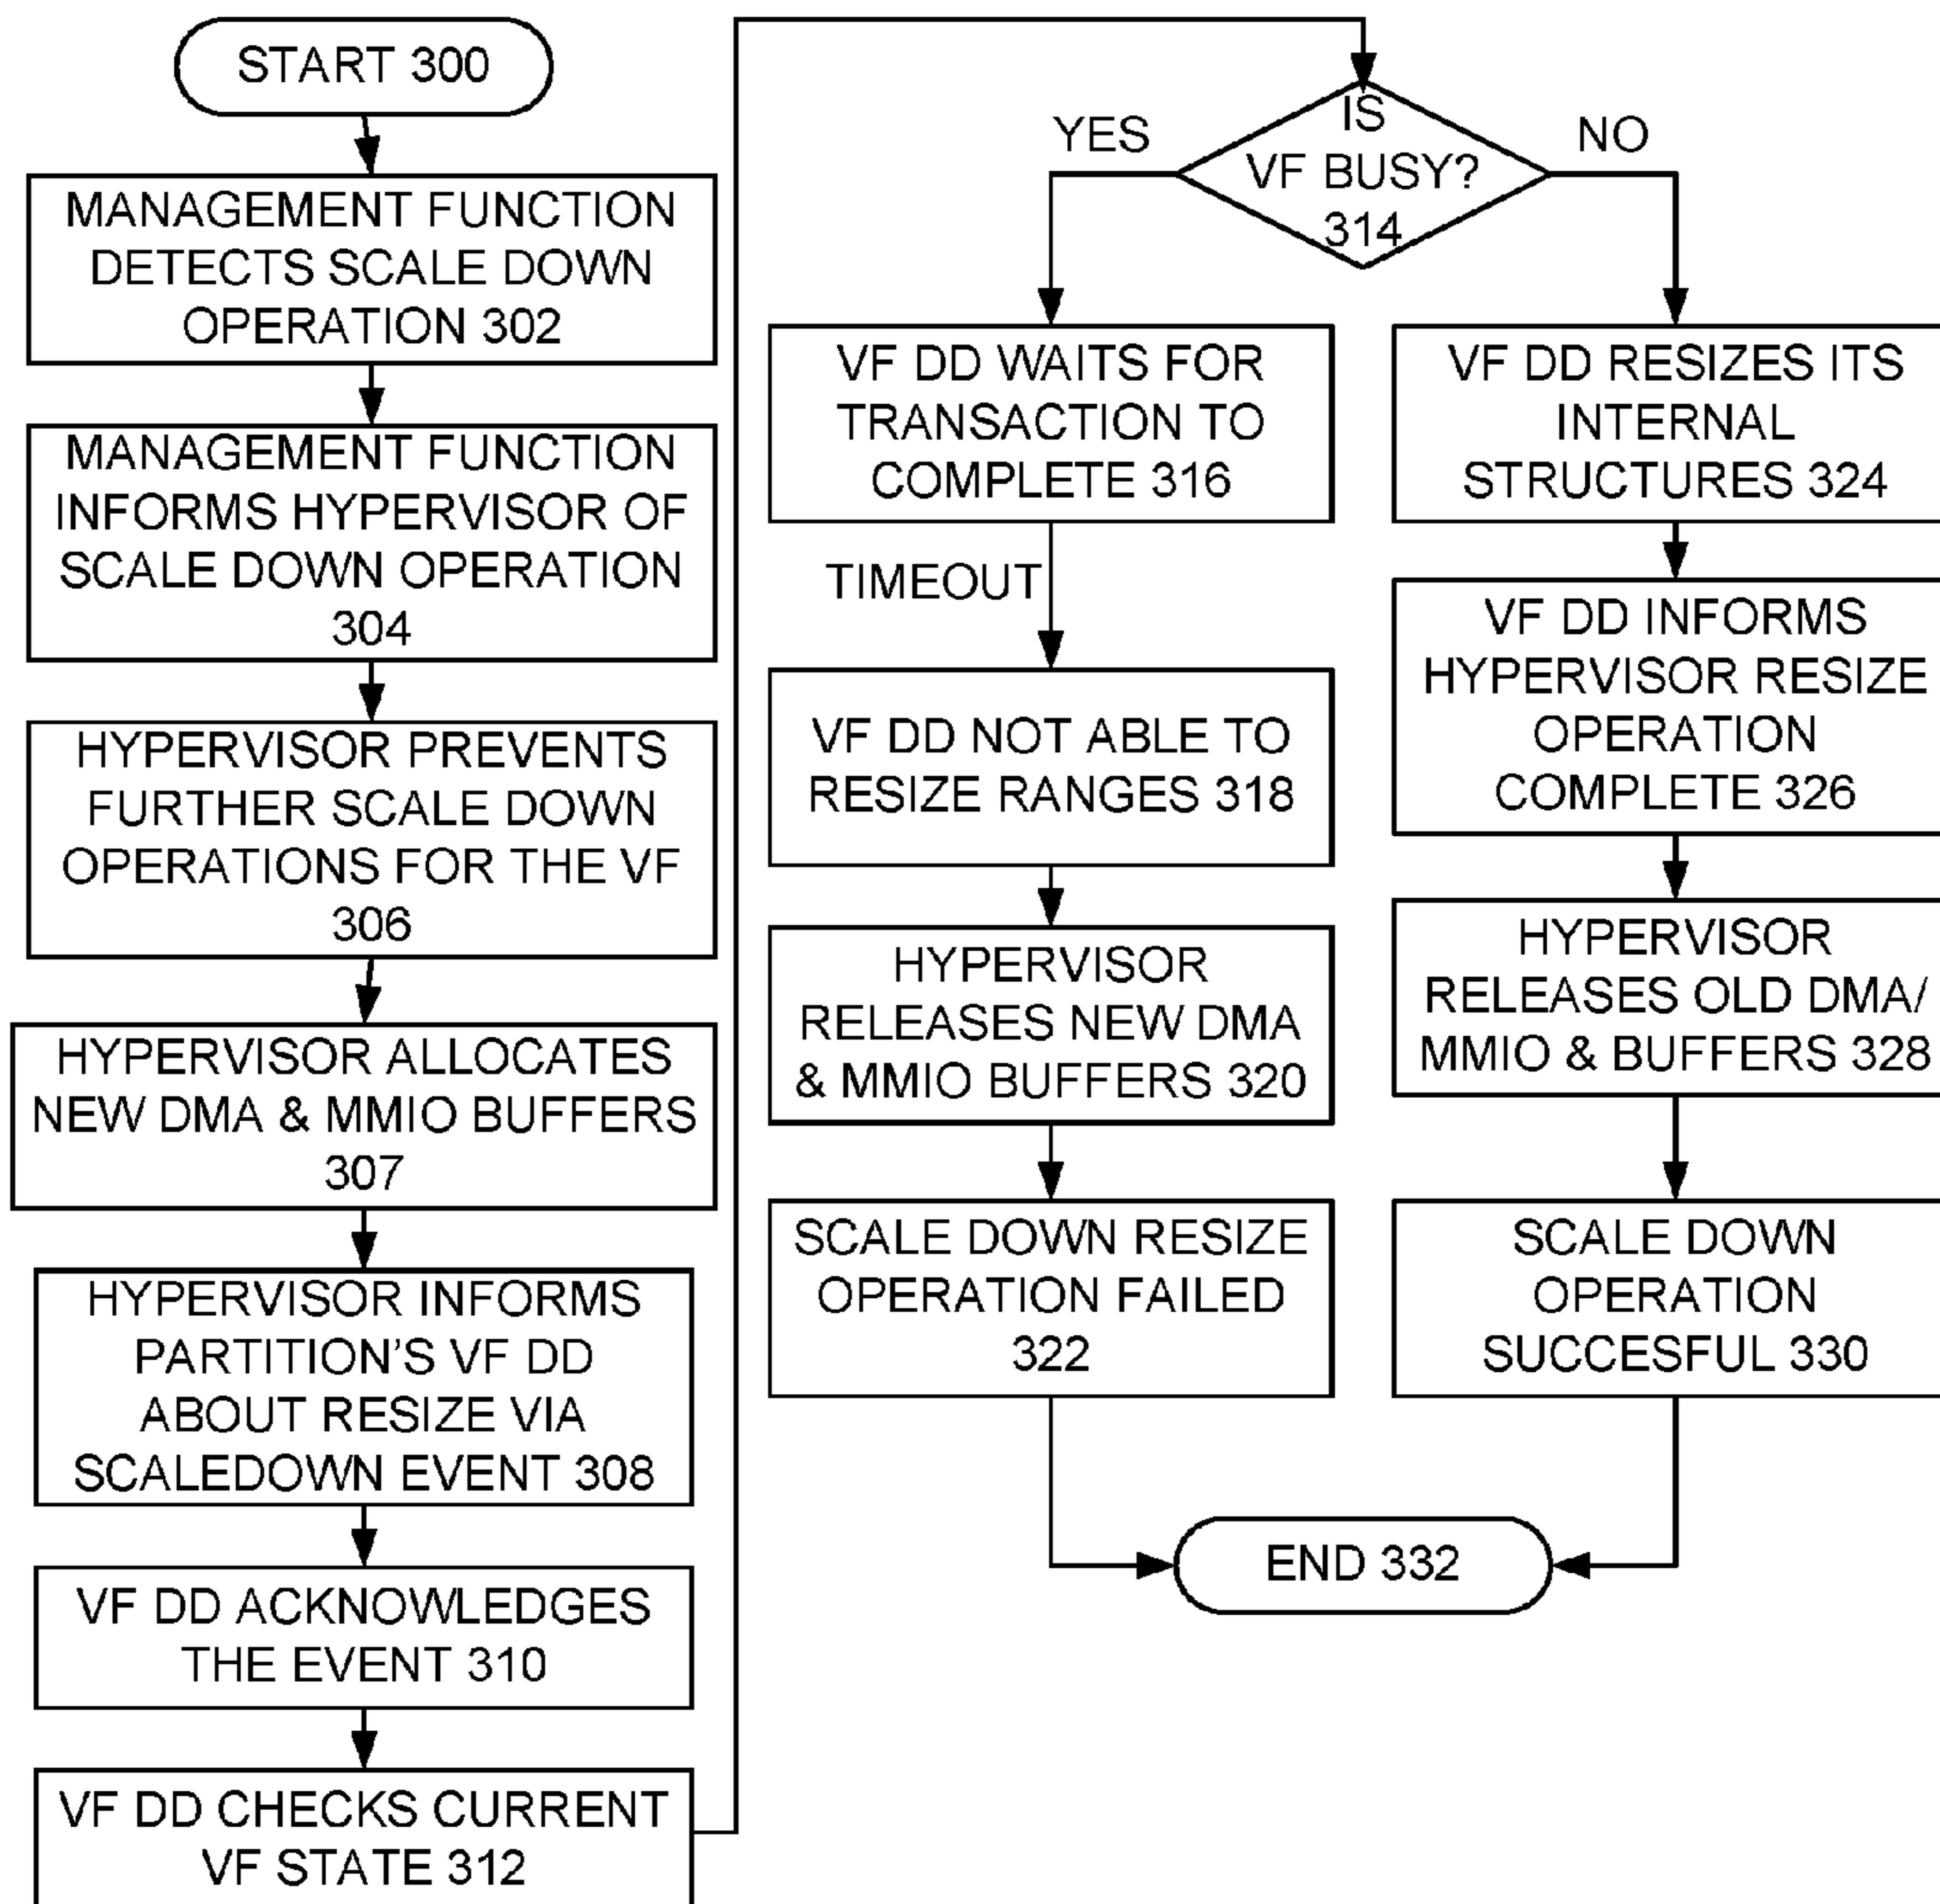 START 300
MANAGEMENT FUNCTION
DETECTS SCALE DOWN
OPERATION 302
MANAGEMENT FUNCTION
INFORMS HYPERVISOR OF
SCALE DOWN OPERATION
304
HYPERVISOR PREVENTS
FURTHER SCALE DOWN
OPERATIONS FOR THE VF
306
HYPERVISOR ALLOCATES
NEW DMA & MMIO BUFFERS
307
HYPERVISOR INFORMS
PARTITION'S VF DD
ABOUT RESIZE VIA
SCALEDOWN EVENT 308
VF DD ACKNOWLEDGES
THE EVENT 310
VF DD CHECKS CURRENT
VF STATE 312
IS
VF BUSY?
314
YES
NO
VF DD WAITS FOR
TRANSACTION TO
COMPLETE 316
TIMEOUT
VF DD NOT ABLE TO
RESIZE RANGES 318
HYPERVISOR
RELEASES NEW DMA
& MMIO BUFFERS 320
SCALE DOWN RESIZE
OPERATION FAILED
322
VF DD RESIZES ITS
INTERNAL
STRUCTURES 324
VF DD INFORMS
HYPERVISOR RESIZE
OPERATION
COMPLETE 326
HYPERVISOR
RELEASES OLD DMA/
MMIO & BUFFERS 328
SCALE DOWN
OPERATION
SUCCESFUL 330
END 332